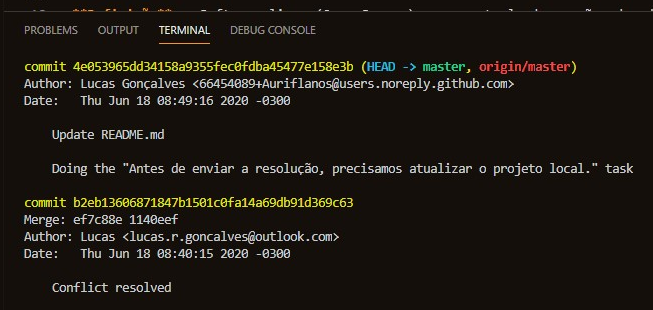 PROBLEMS OUTPUT TERMINAL DEBUG CONSOLE
commit 4e053965dd34158a9355fec0fdba45477e158e3b (HEAD -> master, origin/master)
Author: Lucas Gonçalves <66454089+Auriflanos@users.noreply.github.com>
Date:   Thu Jun 18 08:49:16 2020 -0300
Update README.md
Doing the "Antes de enviar a resolução, precisamos atualizar o projeto local." task
commit b2eb13606871847b1501c0fa14a69db91d369c63
Merge: ef7c88e 1140eef
Author: Lucas <lucas.r.goncalves@outlook.com>
Date:   Thu Jun 18 08:40:15 2020 -0300
Conflict resolved